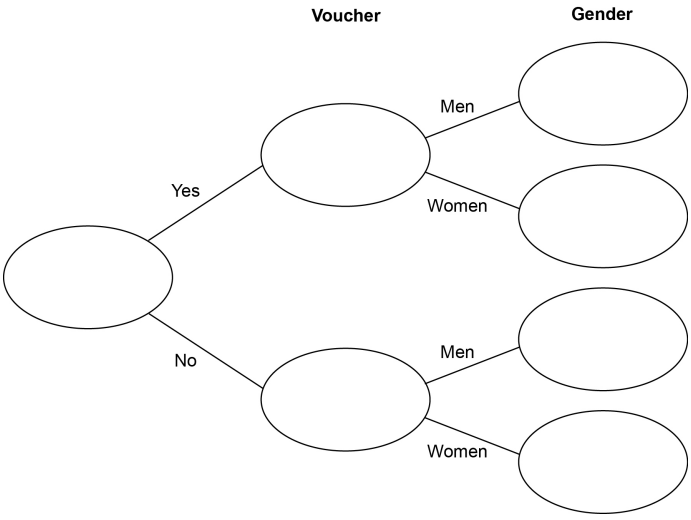 Voucher
Gender
Men
Yes
Women
No
Men
Women